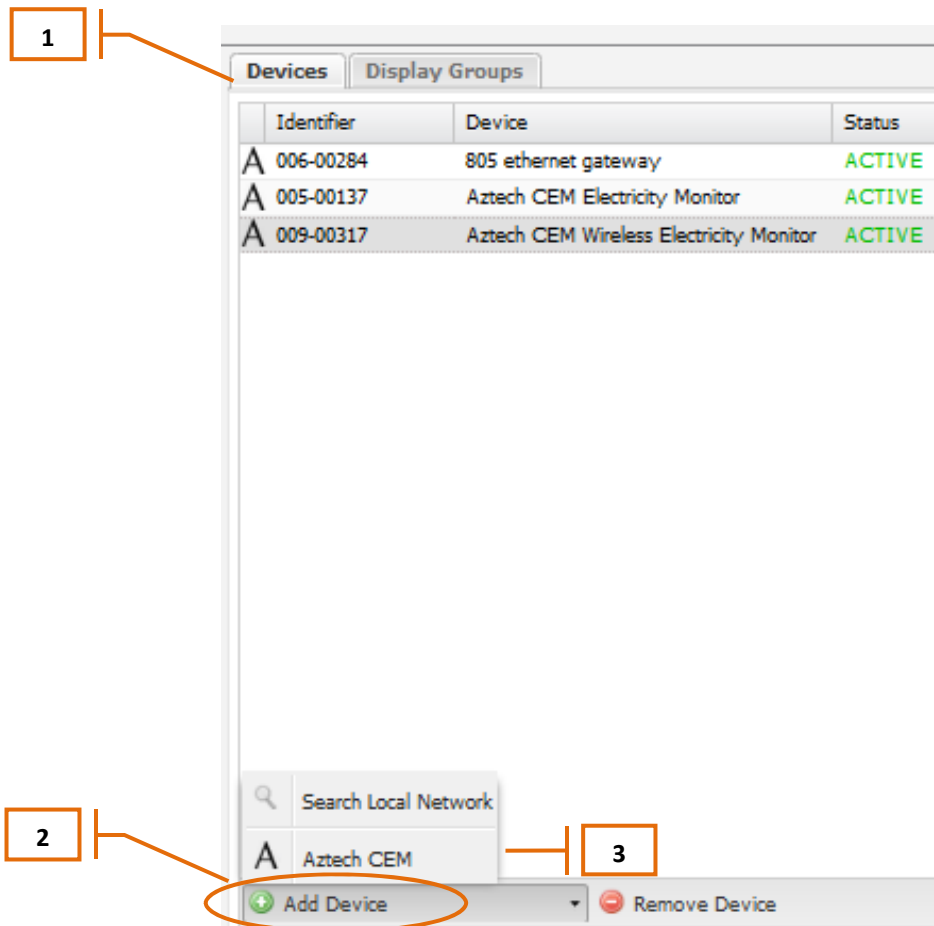 1
Devices Display Groups
Identifier Device Status
A 006-00284 805 ethernet gateway ACTIVE
A 005-00137 Aztech CEM Electricity Monitor ACTIVE
A 009-00317 Aztech CEM Wireless Electricity Monitor ACTIVE
Search Local Network
2
A Aztech CEM
3
Add Device Remove Device